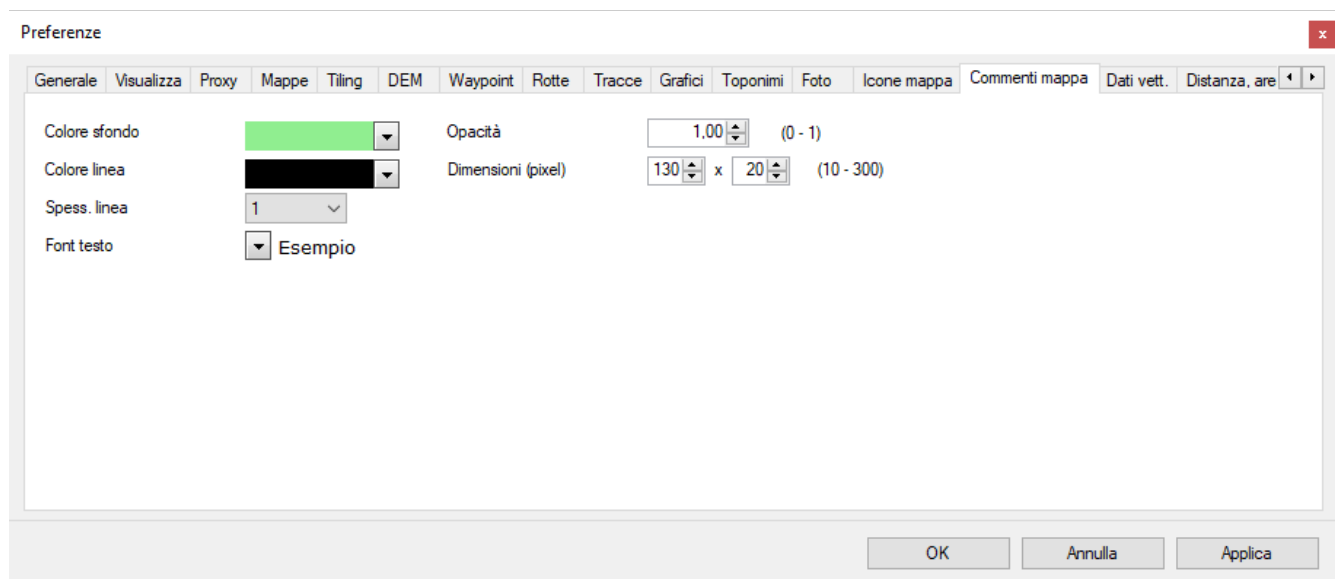 Preferenze
x
Generale Visualizza Proxy Mappe Tiling DEM Waypoint Rotte Tracce Grafici Toponimi Foto Icone mappa Commenti mappa Dati vett. Distanza, are
Colore sfondo Opacità 1,00 (0 - 1)
Colore linea Dimensioni (pixel) 130 x 20 (10 - 300)
Spess. linea 1
Font testo Esempio
OK Annulla Applica